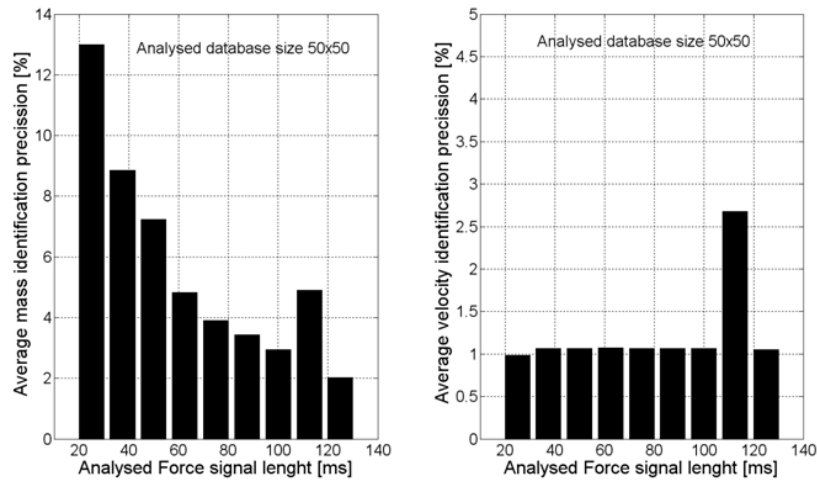 Average mass identification precission [%]
14
12
10
8
6
4
2
0
Analysed database size 50x50
20 40 60 80 100 120 140
Analysed Force signal lenght [ms]
Average velocity identification precission [%]
5
4.5
4
3.5
3
2.5
2
1.5
1
0.5
0
Analysed database size 50x50
20 40 60 80 100 120 140
Analysed Force signal lenght [ms]